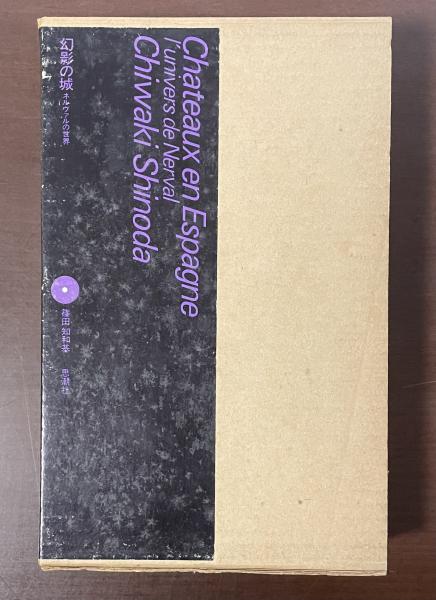 Chateaux en Espagne
l'univers de Nerval
Chiwaki Shinoda
幻影の城
ネルヴァルの世界
篠田知和基
思潮社